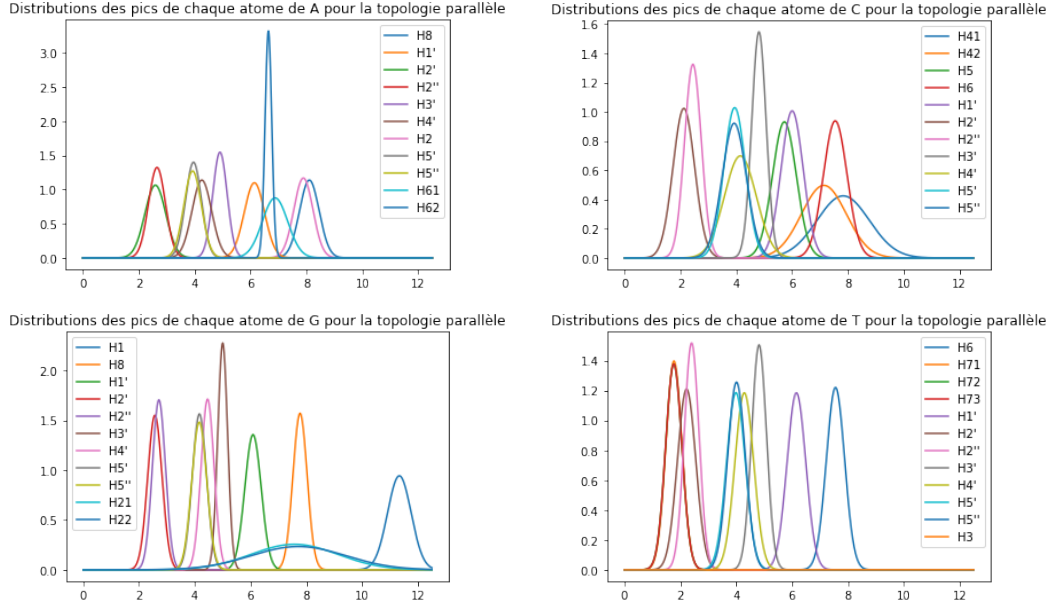 Distributions des pics de chaque atome de A pour la topologie parallèle
3.0
2.5
2.0
1.5
1.0
0.5
0.0
0 2 4 6 8 10 12
H8
H1'
H2'
H2''
H3'
H4'
H2
H5'
H5''
H61
H62
Distributions des pics de chaque atome de C pour la topologie parallèle
1.6
1.4
1.2
1.0
0.8
0.6
0.4
0.2
0.0
0 2 4 6 8 10 12
H41
H42
H5
H6
H1'
H2'
H2''
H3'
H4'
H5'
H5''
Distributions des pics de chaque atome de G pour la topologie parallèle
2.0
1.5
1.0
0.5
0.0
0 2 4 6 8 10 12
H1
H8
H1'
H2'
H2''
H3'
H4'
H5'
H5''
H21
H22
Distributions des pics de chaque atome de T pour la topologie parallèle
1.4
1.2
1.0
0.8
0.6
0.4
0.2
0.0
0 2 4 6 8 10 12
H6
H71
H72
H73
H1'
H2'
H2''
H3'
H4'
H5'
H5''
H3